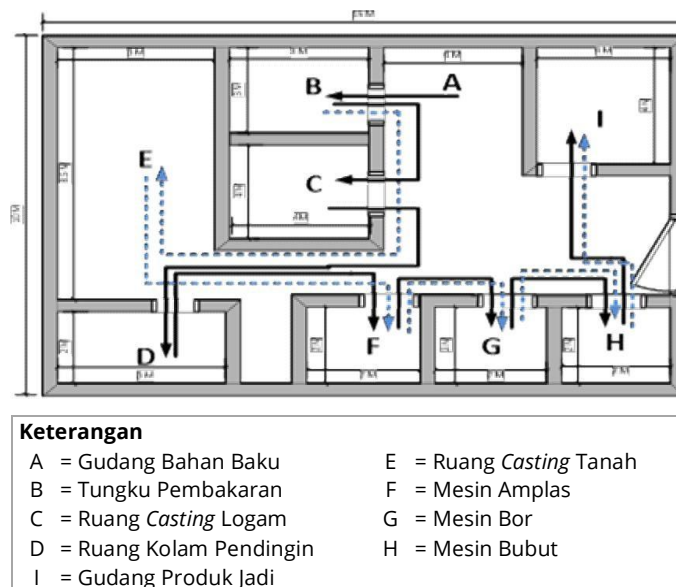 B
A
I
E
C
D
F
G
H
Keterangan
A = Gudang Bahan Baku
B = Tungku Pembakaran
C = Ruang Casting Logam
D = Ruang Kolam Pendingin
I = Gudang Produk Jadi
E = Ruang Casting Tanah
F = Mesin Amplas
G = Mesin Bor
H = Mesin Bubut